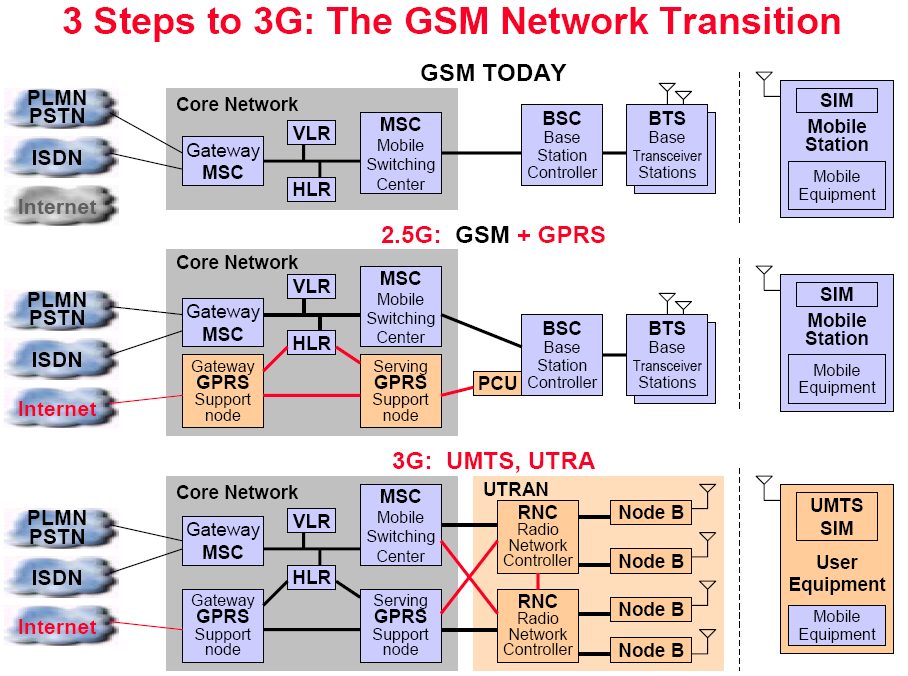 3 Steps to 3G: The GSM Network Transition
GSM TODAY
PLMN
PSTN
ISDN
Internet
Core Network
Gateway
MSC
VLR
HLR
MSC
Mobile
Switching
Center
BSC
Base
Station
Controller
BTS
Base
Transceiver
Stations
SIM
Mobile
Station
Mobile
Equipment
2.5G: GSM + GPRS
PLMN
PSTN
ISDN
Internet
Core Network
Gateway
MSC
VLR
HLR
MSC
Mobile
Switching
Center
Gateway
GPRS
Support
node
Serving
GPRS
Support
node
PCU
BSC
Base
Station
Controller
BTS
Base
Transceiver
Stations
SIM
Mobile
Station
Mobile
Equipment
3G: UMTS, UTRA
PLMN
PSTN
ISDN
Internet
Core Network
Gateway
MSC
VLR
HLR
MSC
Mobile
Switching
Center
Gateway
GPRS
Support
node
Serving
GPRS
Support
node
UTRAN
RNC
Radio
Network
Controller
RNC
Radio
Network
Controller
Node B
Node B
Node B
Node B
UMTS
SIM
User
Equipment
Mobile
Equipment